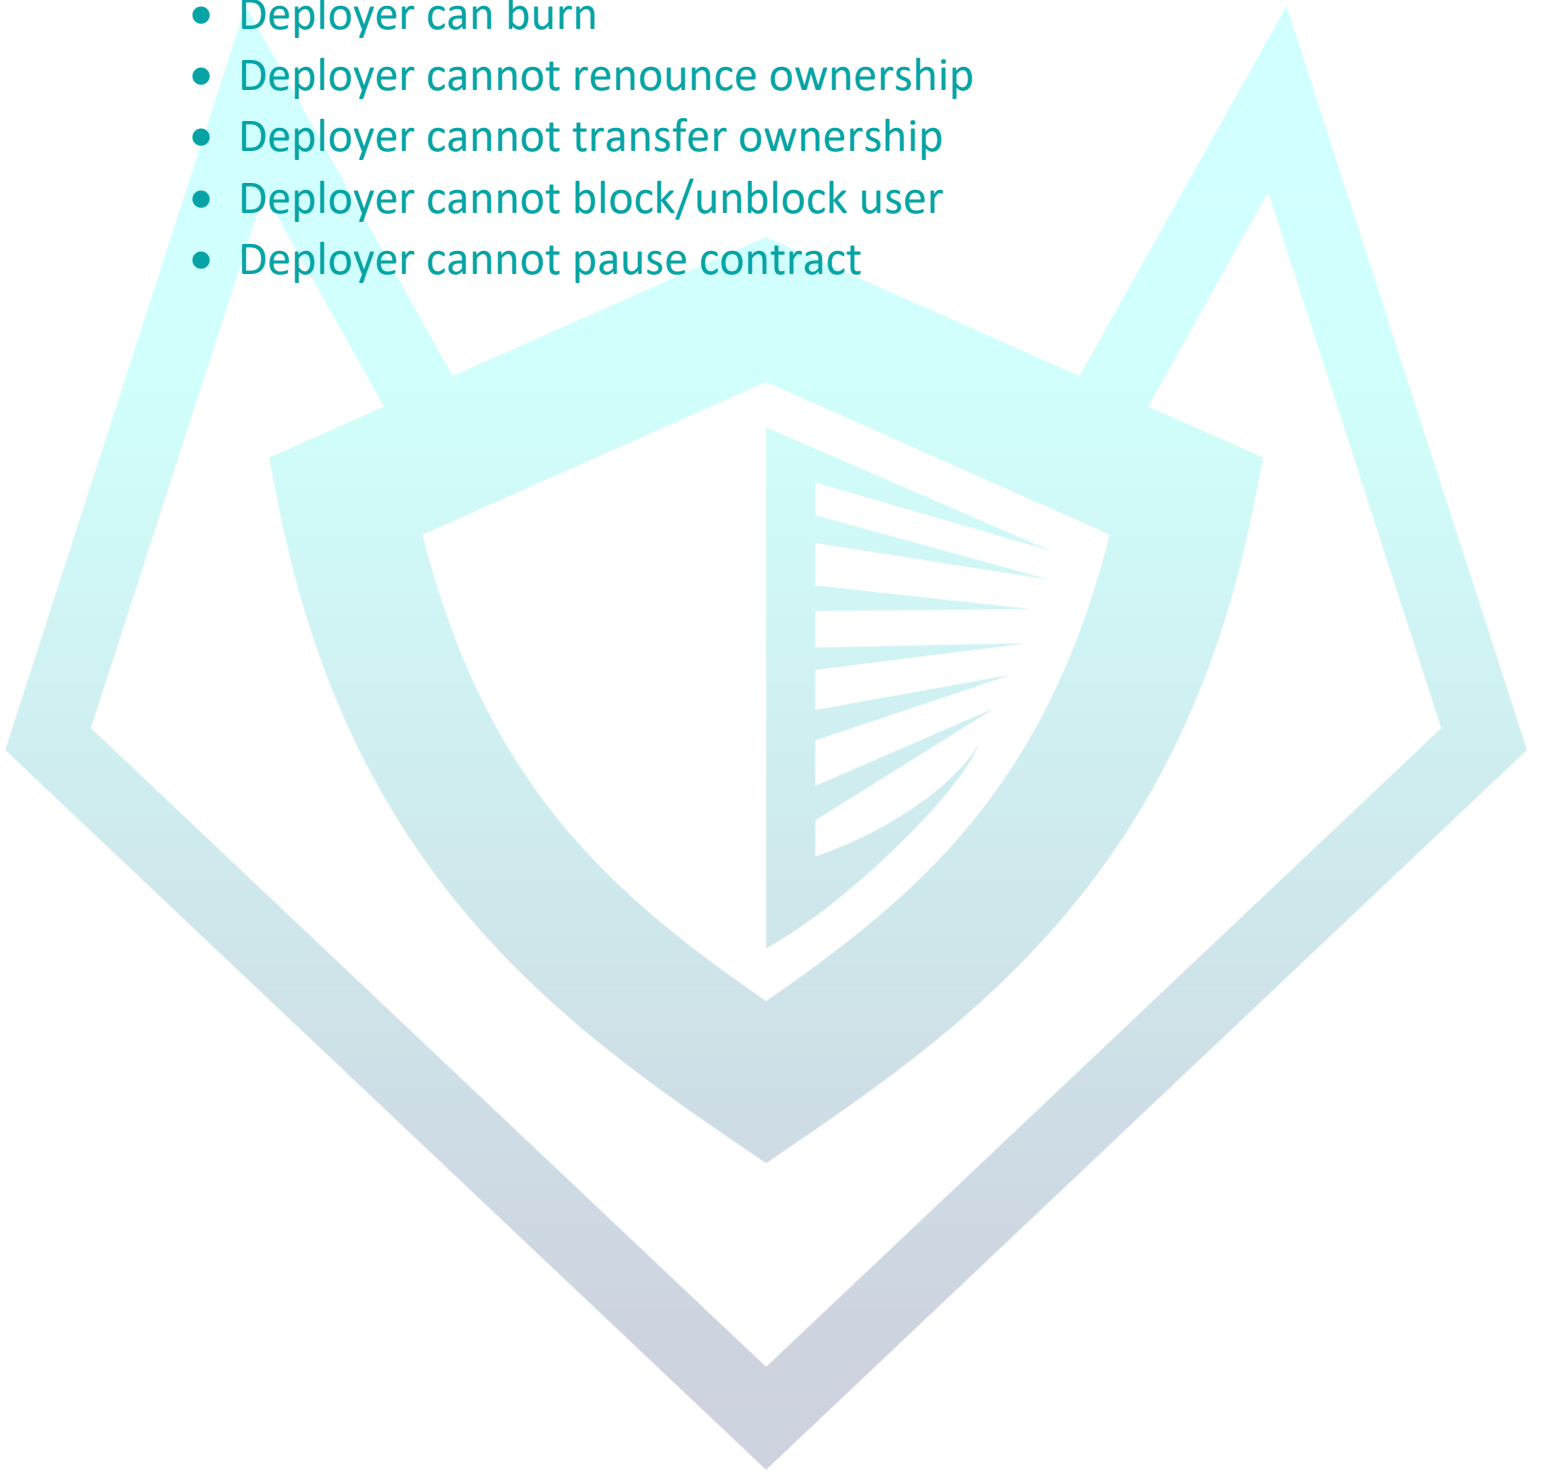 • Deployer can burn
• Deployer cannot renounce ownership
• Deployer cannot transfer ownership
• Deployer cannot block/unblock user
• Deployer cannot pause contract